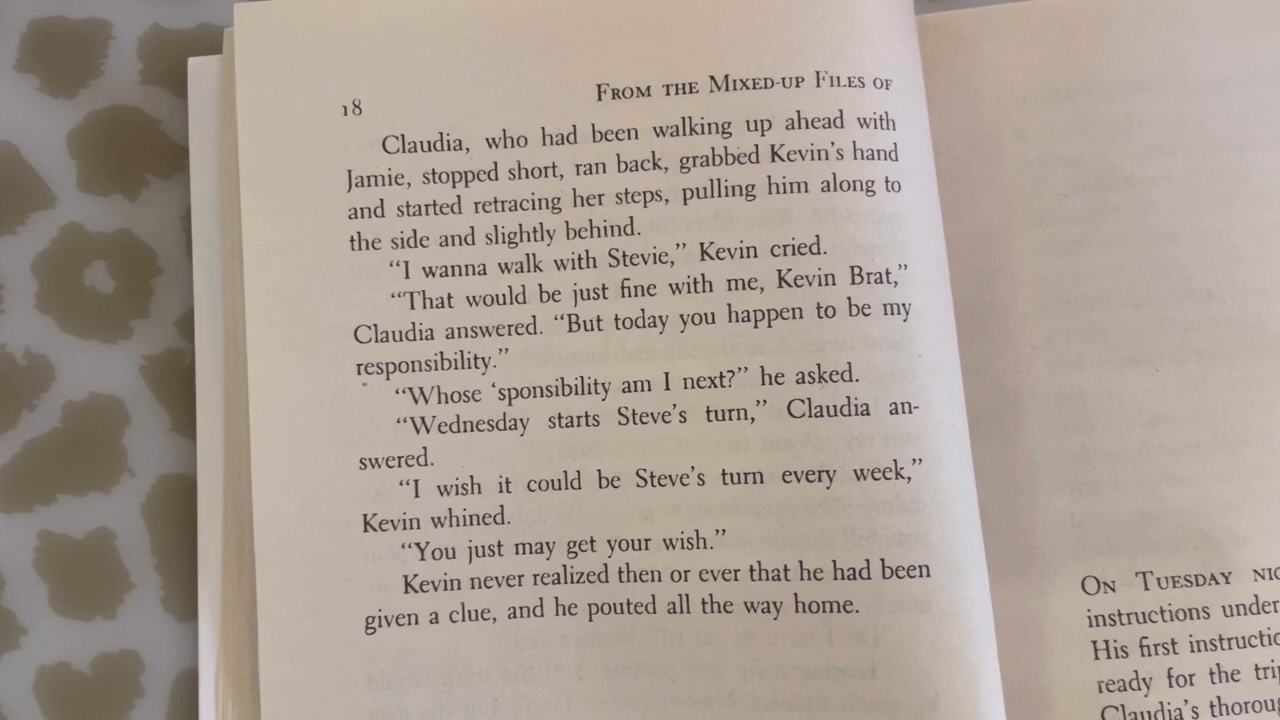 18
From the Mixed-up Files of
Claudia, who had been walking up ahead with
Jamie, stopped short, ran back, grabbed Kevin's hand
and started retracing her steps, pulling him along to
the side and slightly behind.
“I wanna walk with Stevie,” Kevin cried.
“That would be just fine with me, Kevin Brat,”
Claudia answered. “But today you happen to be my
responsibility.”
“Whose ‘sponsibility am I next?” he asked.
“Wednesday starts Steve's turn,” Claudia an-
swered.
“I wish it could be Steve's turn every week,”
Kevin whined.
“You just may get your wish.”
Kevin never realized then or ever that he had been
given a clue, and he pouted all the way home.
On Tuesday
instructions
His first
ready for the
Claudia's